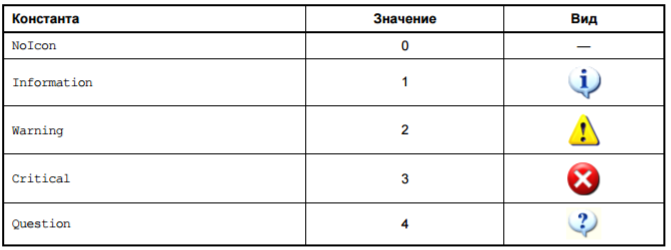 Константа Значение Вид
NoIcon 0 —
Information 1
Warning 2
Critical 3
Question 4